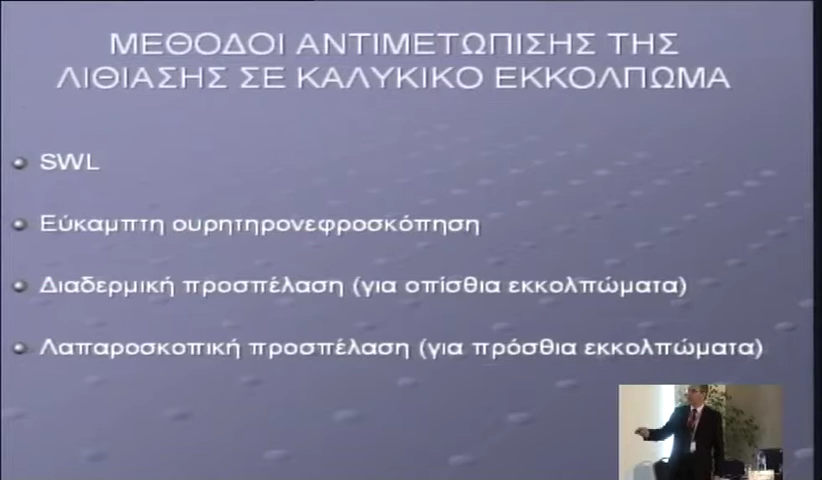 ΜΕΘΟΔΟΙ ΑΝΤΙΜΕΤΩΠΙΣΗΣ ΤΗΣ
ΛΙΘΙΑΣΗΣ ΣΕ ΚΑΛΥΚΙΚΟ ΕΚΚΟΛΠΩΜΑ
SWL
Εύκαμπτη ουρητηρονεφροσκόπηση
Διαδερμική προσπέλαση (για οπίσθια εκκολπώματα)
Λαπαροσκοπική προσπέλαση (για πρόσθια εκκολπώματα)